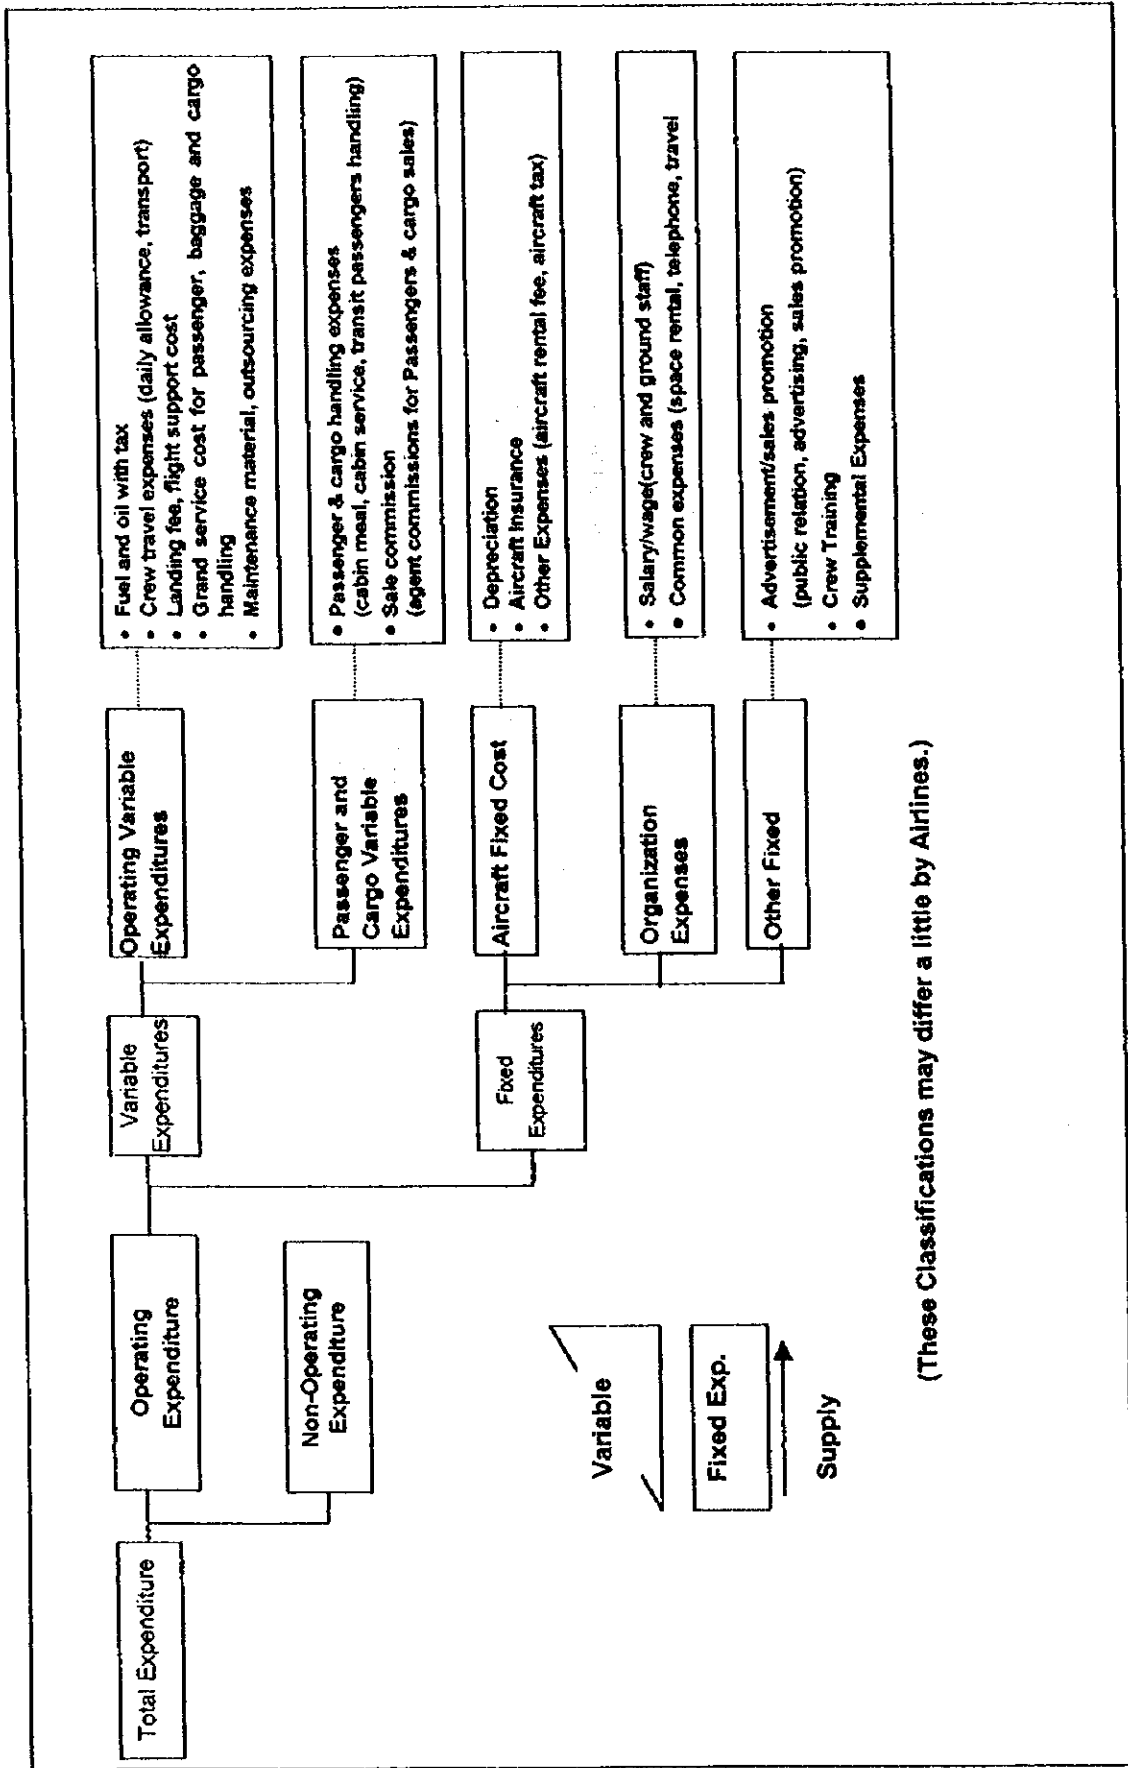 Total Expenditure
Operating
Expenditure
Non-Operating
Expenditure
Variable
Expenditures
Fixed
Expenditures
Operating Variable
Expenditures
Passenger and
Cargo Variable
Expenditures
Aircraft Fixed Cost
Organization
Expenses
Other Fixed
• Fuel and oil with tax
• Crew travel expenses (daily allowance, transport)
• Landing fee, flight support cost
• Grand service cost for passenger, baggage and cargo
handling
• Maintenance material, outsourcing expenses
• Passenger & cargo handling expenses
(cabin meal, cabin service, transit passengers handling)
• Sale commission
(agent commissions for Passengers & cargo sales)
• Depreciation
• Aircraft Insurance
• Other Expenses (aircraft rental fee, aircraft tax)
• Salary/wage(crew and ground staff)
• Common expenses (space rental, telephone, travel
• Advertisement/sales promotion
(public relation, advertising, sales promotion)
• Crew Training
• Supplemental Expenses
Variable
Fixed Exp.
Supply
(These Classifications may differ a little by Airlines.)